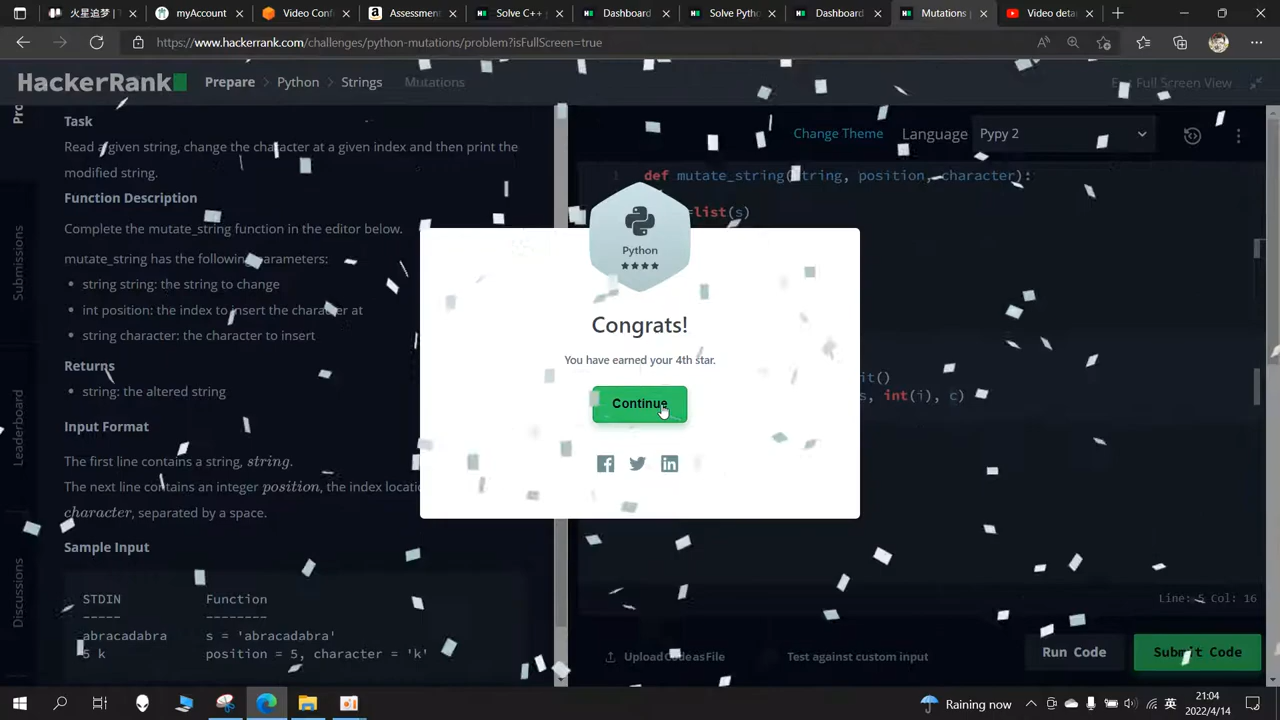 火星追梦 |
myAccount
Video Conf
Assessment
Solve C++
Dashboard
Solve Pytho
Dashboard
Mutations |
Video detai
https://www.hackerrank.com/challenges/python-mutations/problem?isFullScreen=true
HackerRank
Prepare > Python > Strings > Mutations
Full Screen View
Task
Read a given string, change the character at a given index and then print the
modified string.
Function Description
Complete the mutate_string function in the editor below.
mutate_string has the following parameters:
string string: the string to change
int position: the index to insert the character at
string character: the character to insert
Returns
string: the altered string
Input Format
The first line contains a string, string.
The next line contains an integer position, the index locatio
character, separated by a space.
Sample Input
STDIN Function
----- --------
abracadabra s = 'abracadabra'
5 k position = 5, character = 'k'
Submissions
Leaderboard
Discussions
Change Theme
Language
Pypy 2
1 def mutate_string(string, position, character):
=list(s)
it()
s, int(i), c)
Python
Congrats!
You have earned your 4th star.
Continue
Line: 5 Col: 16
Upload Code as File
Test against custom input
Run Code
Submit Code
Raining now
英
21:04
2022/4/14